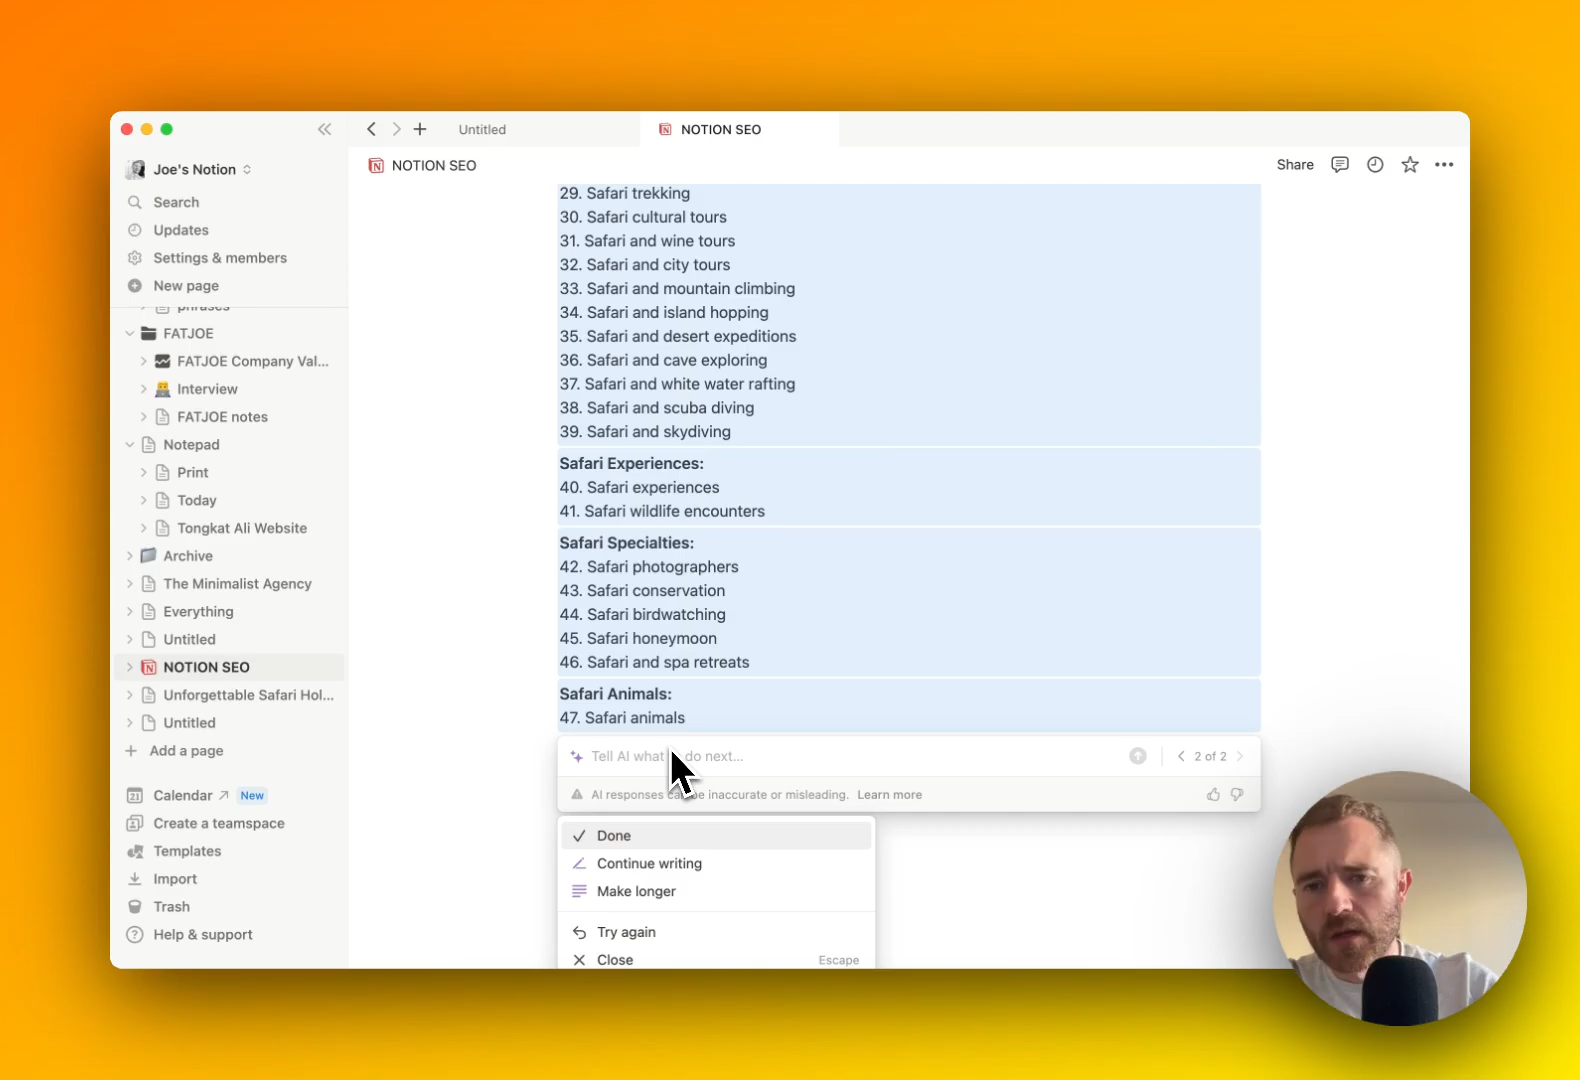 Untitled
NOTION SEO
Joe's Notion
Search
Updates
Settings & members
New page
phrases
FATJOE
FATJOE Company Val...
Interview
FATJOE notes
Notepad
Print
Today
Tongkat Ali Website
Archive
The Minimalist Agency
Everything
Untitled
NOTION SEO
Unforgettable Safari Hol...
Untitled
Add a page
Calendar ↗ New
Create a teamspace
Templates
Import
Trash
Help & support
NOTION SEO
Share
29. Safari trekking
30. Safari cultural tours
31. Safari and wine tours
32. Safari and city tours
33. Safari and mountain climbing
34. Safari and island hopping
35. Safari and desert expeditions
36. Safari and cave exploring
37. Safari and white water rafting
38. Safari and scuba diving
39. Safari and skydiving
Safari Experiences:
40. Safari experiences
41. Safari wildlife encounters
Safari Specialties:
42. Safari photographers
43. Safari conservation
44. Safari birdwatching
45. Safari honeymoon
46. Safari and spa retreats
Safari Animals:
47. Safari animals
Tell AI what do next...
2 of 2
AI responses be inaccurate or misleading. Learn more
Done
Continue writing
Make longer
Try again
Close Escape